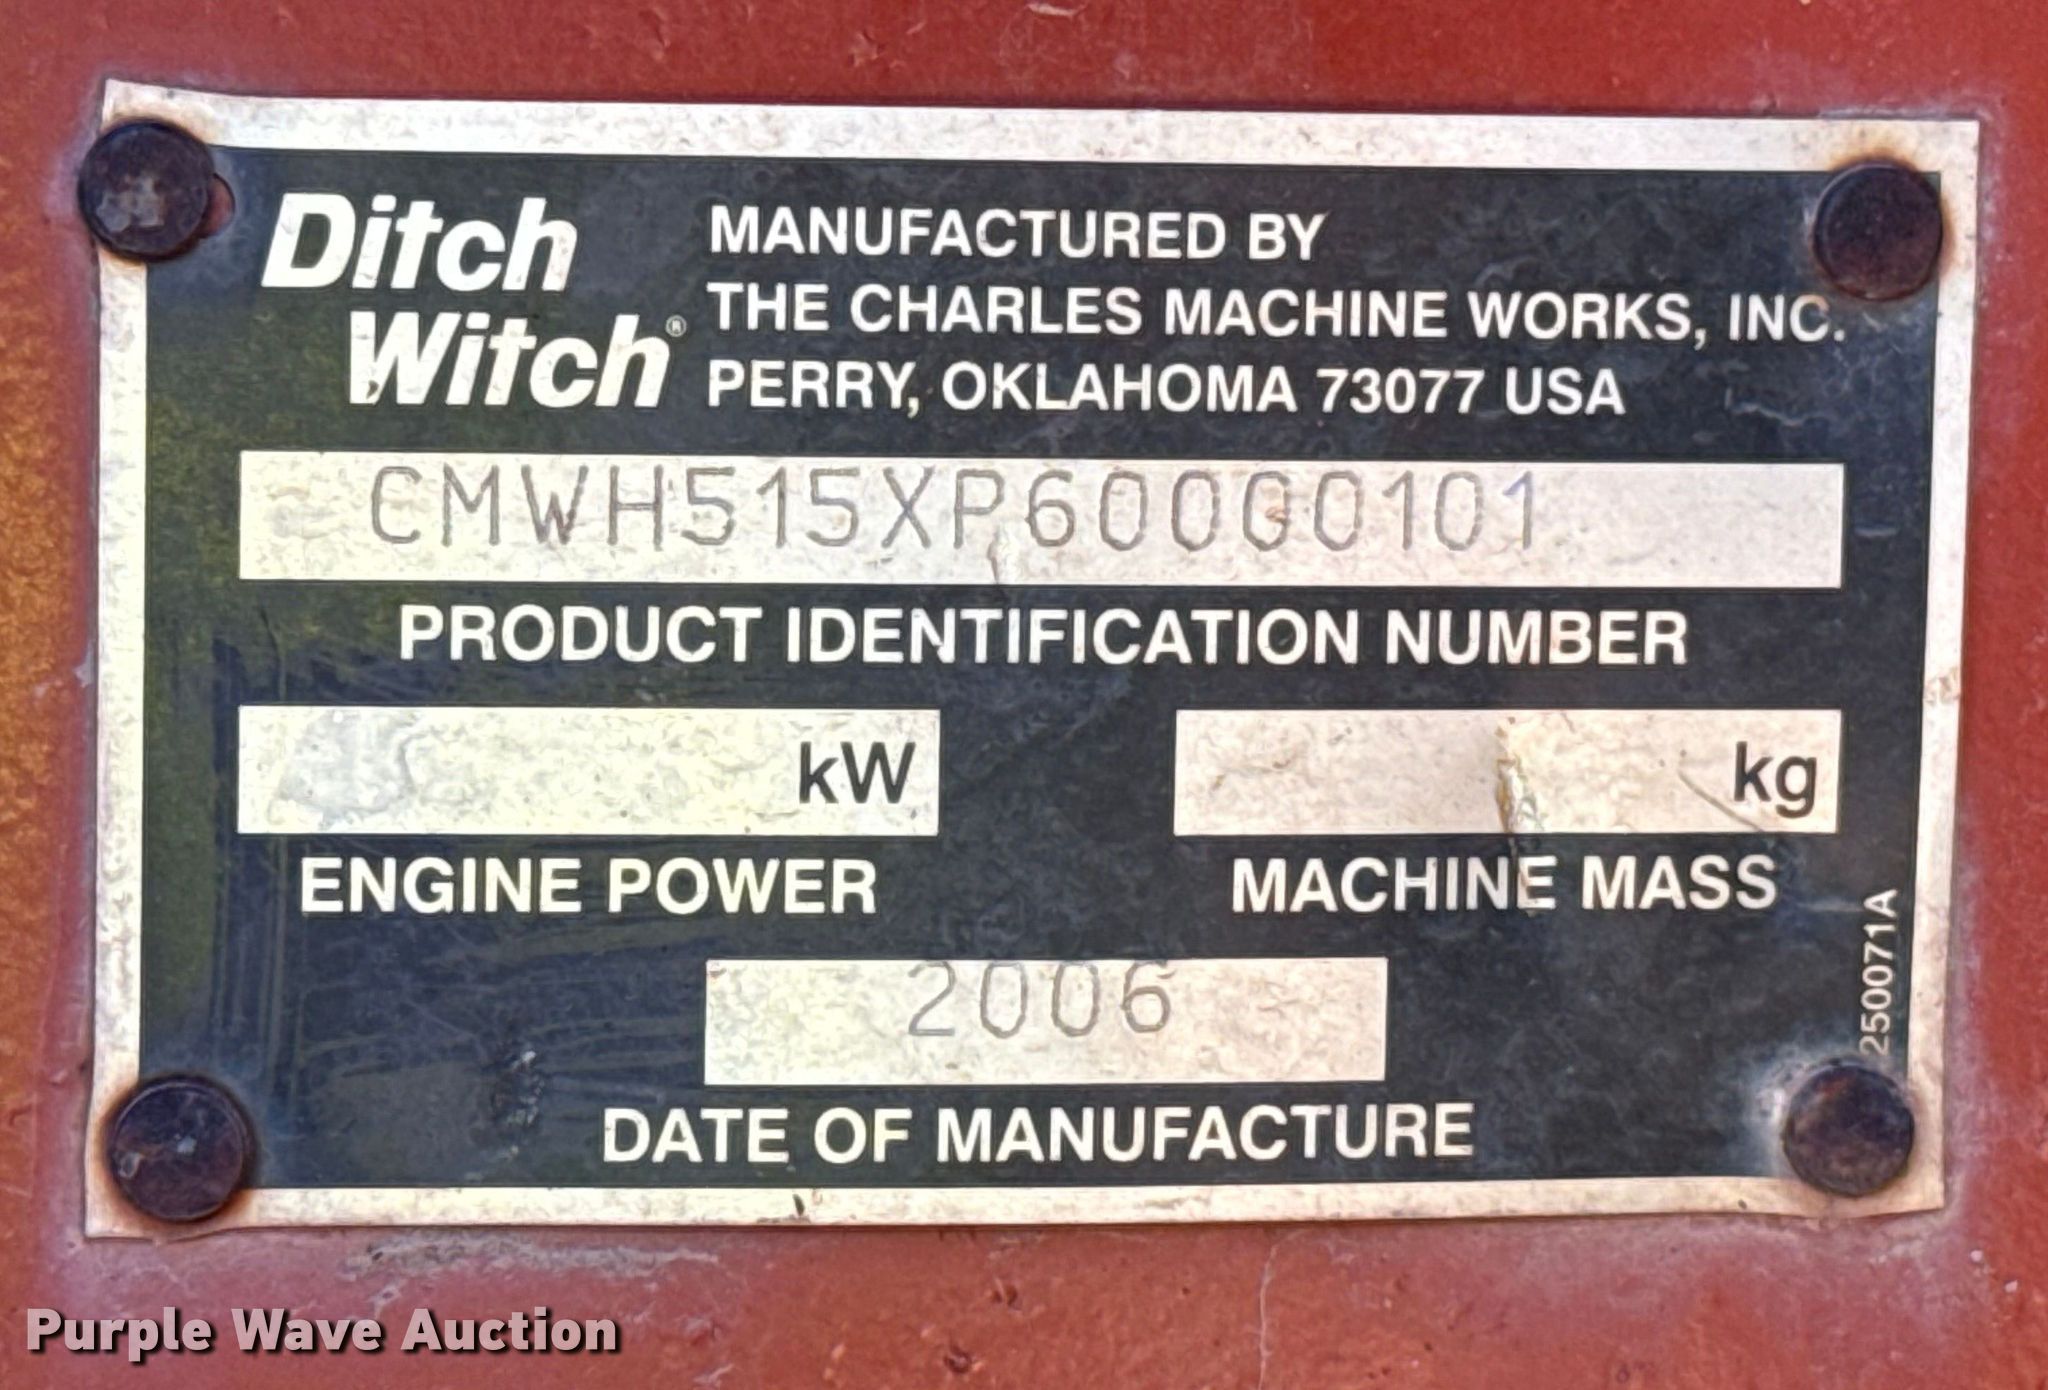 Ditch
Witch®
MANUFACTURED BY
THE CHARLES MACHINE WORKS, INC.
PERRY, OKLAHOMA 73077 USA
CMWH515XP60000101
PRODUCT IDENTIFICATION NUMBER
kW
kg
ENGINE POWER
MACHINE MASS
2006
DATE OF MANUFACTURE
250071A
Purple Wave Auction